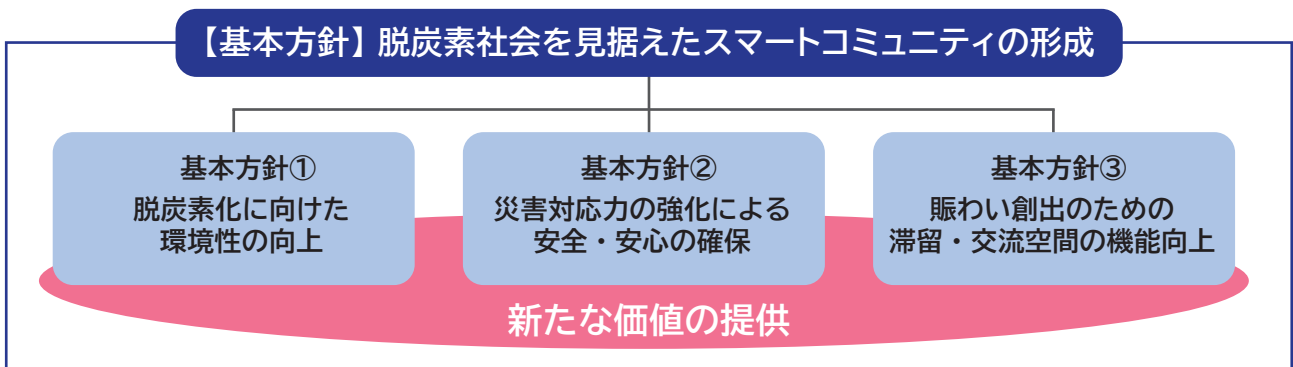 【基本方針】脱炭素社会を見据えたスマートコミュニティの形成
基本方針①
脱炭素化に向けた
環境性の向上
基本方針②
災害対応力の強化による
安全・安心の確保
基本方針③
賑わい創出のための
滞留・交流空間の機能向上
新たな価値の提供